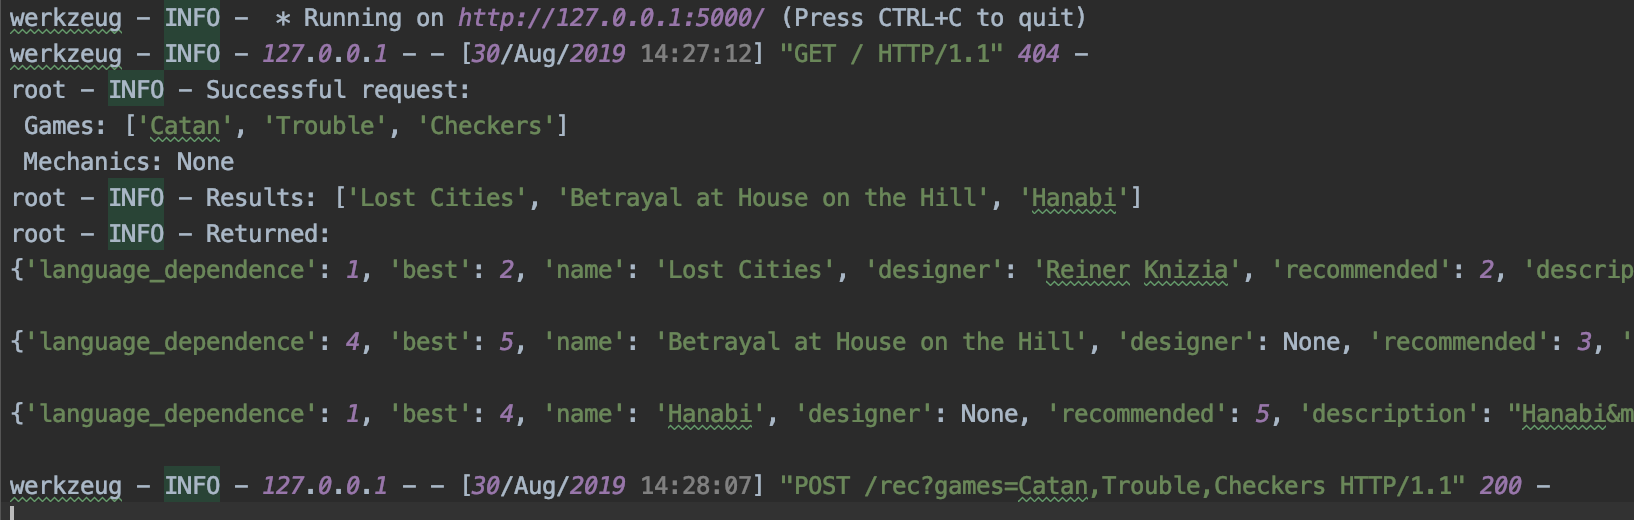 werkzeug - INFO -  * Running on http://127.0.0.1:5000/ (Press CTRL+C to quit)
werkzeug - INFO - 127.0.0.1 - - [30/Aug/2019 14:27:12] "GET / HTTP/1.1" 404 -
root - INFO - Successful request:
 Games: ['Catan', 'Trouble', 'Checkers']
 Mechanics: None
root - INFO - Results: ['Lost Cities', 'Betrayal at House on the Hill', 'Hanabi']
root - INFO - Returned:
{'language_dependence': 1, 'best': 2, 'name': 'Lost Cities', 'designer': 'Reiner Knizia', 'recommended': 2, 'descrip
{'language_dependence': 4, 'best': 5, 'name': 'Betrayal at House on the Hill', 'designer': None, 'recommended': 3, '
{'language_dependence': 1, 'best': 4, 'name': 'Hanabi', 'designer': None, 'recommended': 5, 'description': "Hanabi&m
werkzeug - INFO - 127.0.0.1 - - [30/Aug/2019 14:28:07] "POST /rec?games=Catan,Trouble,Checkers HTTP/1.1" 200 -